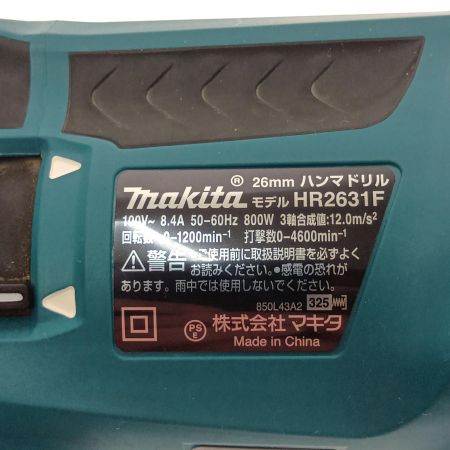 makita® 26mm ハンマドリル
モデル HR2631F
100V~ 8.4A 50-60Hz 800W 3軸合成値:12.0m/s²
回転数 0-1200min⁻¹ 打撃数0-4600min⁻¹
⚠警告 ●ご使用前に取扱説明書を必ずよく
お読みください。●感電の恐れが
あります。雨中では使用しないでください。
850L43A2 325
PSE 株式会社マキタ
Made in China